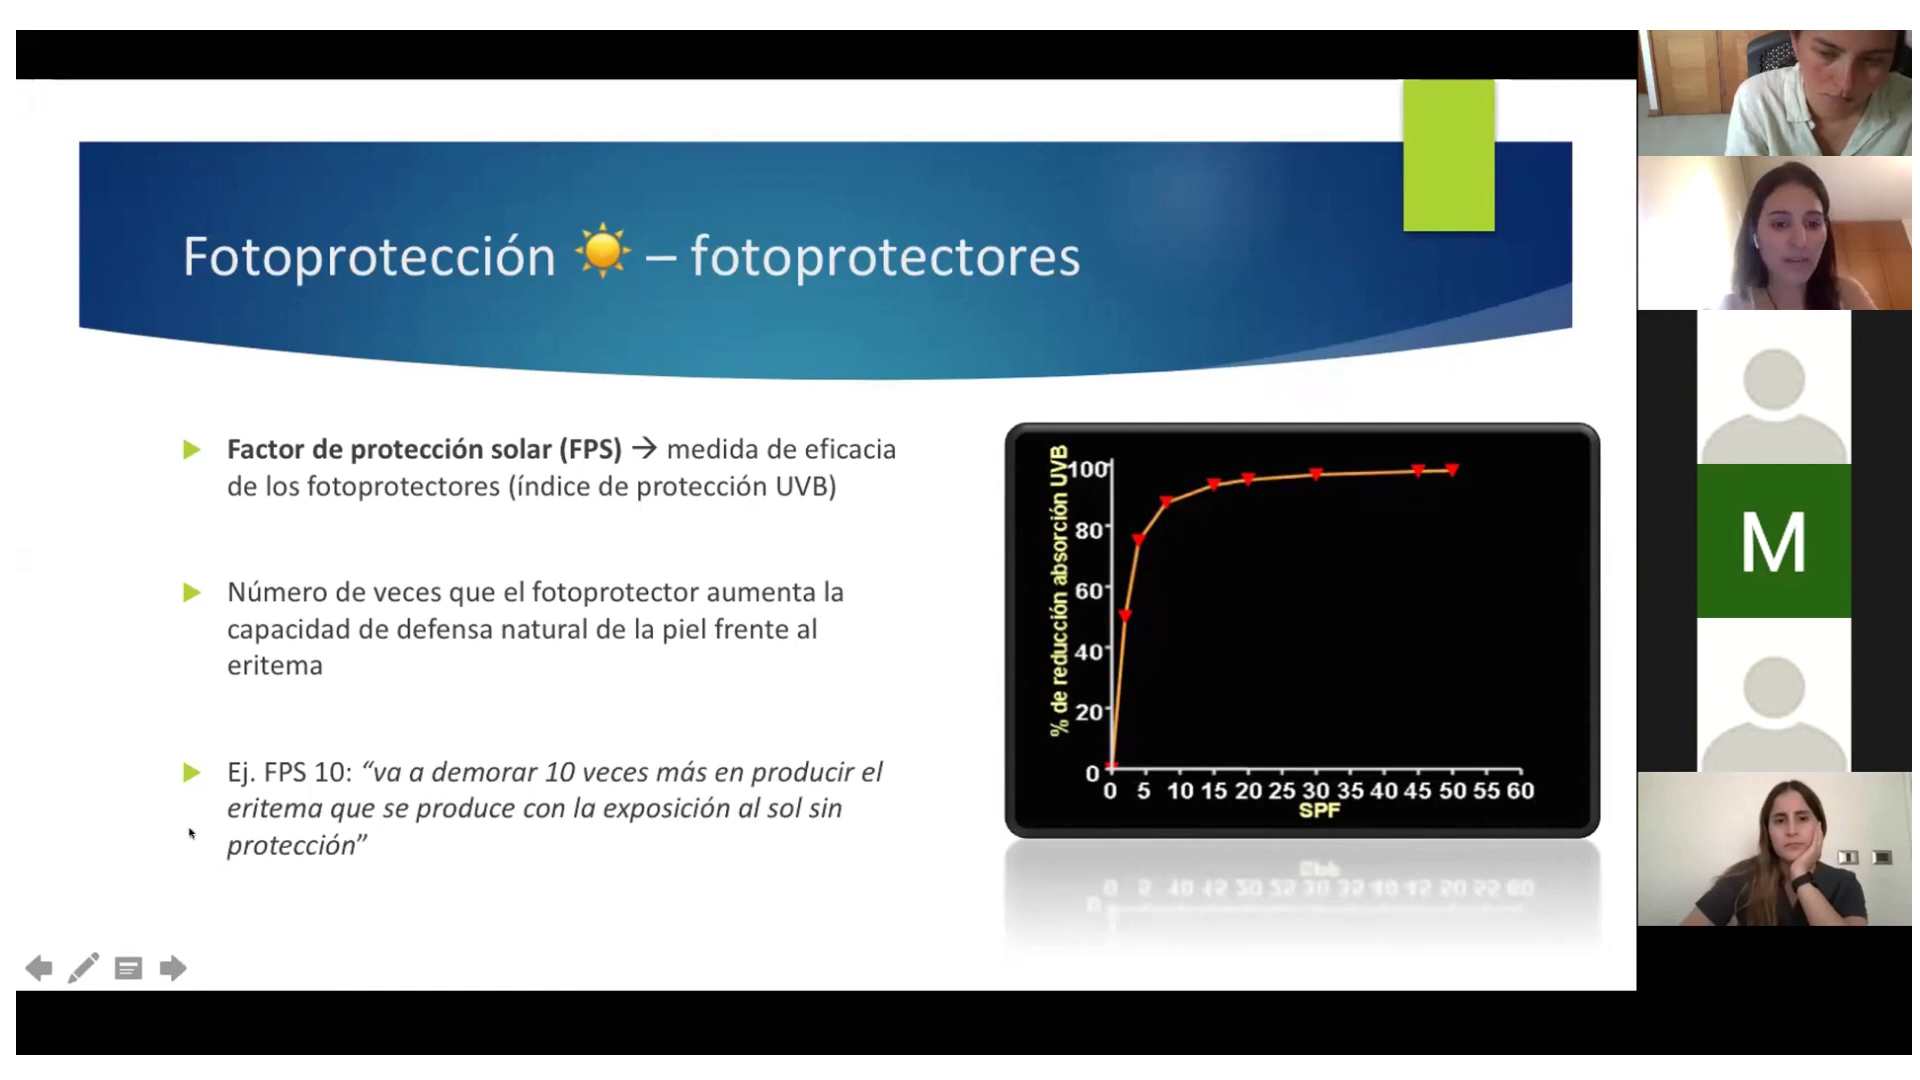 Fotoprotección ☀ – fotoprotectores
Factor de protección solar (FPS) → medida de eficacia
de los fotoprotectores (índice de protección UVB)
Número de veces que el fotoprotector aumenta la
capacidad de defensa natural de la piel frente al
eritema
Ej. FPS 10: “va a demorar 10 veces más en producir el
eritema que se produce con la exposición al sol sin
protección”
% de reducción absorción UVB
100
80
60
40
20
0
0 5 10 15 20 25 30 35 40 45 50 55 60
SPF
M